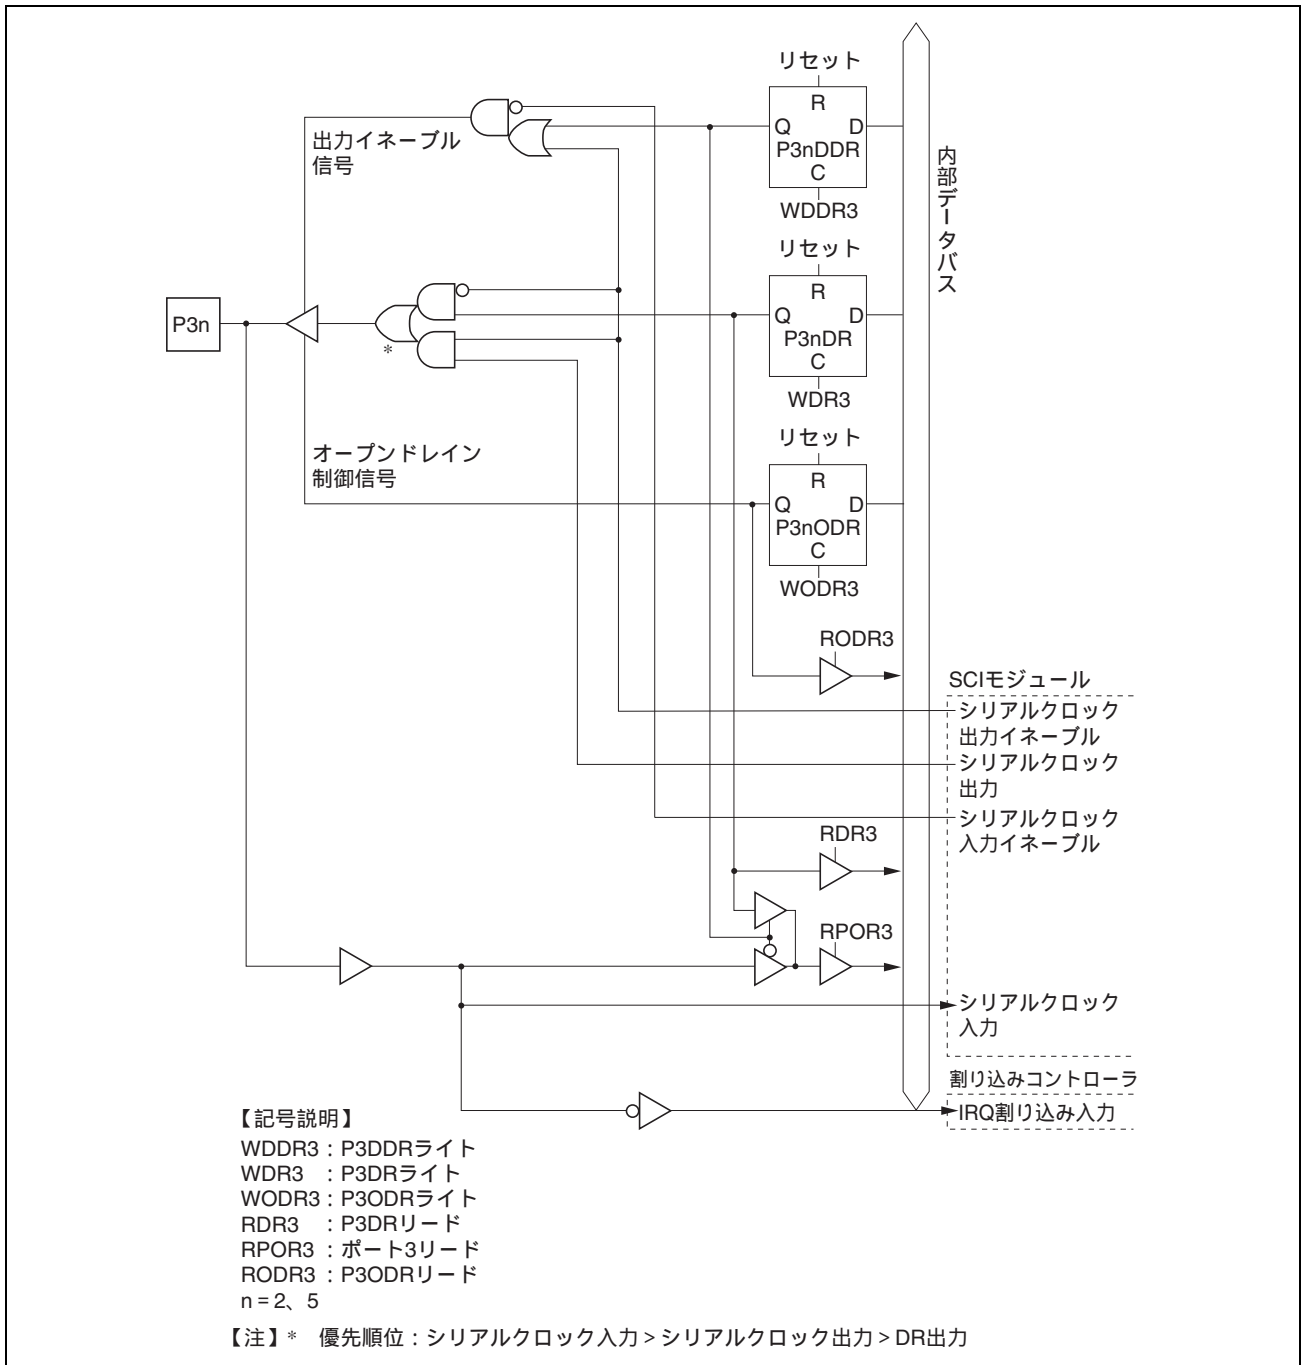 リセット
R
Q D
P3nDDR
C
WDDR3
出力イネーブル
信号
内部データバス
リセット
R
Q D
P3nDR
C
WDR3
P3n
*
オープンドレイン
制御信号
リセット
R
Q D
P3nODR
C
WODR3
RODR3
SCIモジュール
シリアルクロック
出力イネーブル
シリアルクロック
出力
シリアルクロック
入力イネーブル
RDR3
RPOR3
シリアルクロック
入力
割り込みコントローラ
IRQ割り込み入力
【記号説明】
WDDR3：P3DDRライト
WDR3 ：P3DRライト
WODR3：P3ODRライト
RDR3 ：P3DRリード
RPOR3 ：ポート3リード
RODR3 ：P3ODRリード
n = 2、5
【注】* 優先順位：シリアルクロック入力 > シリアルクロック出力 > DR出力